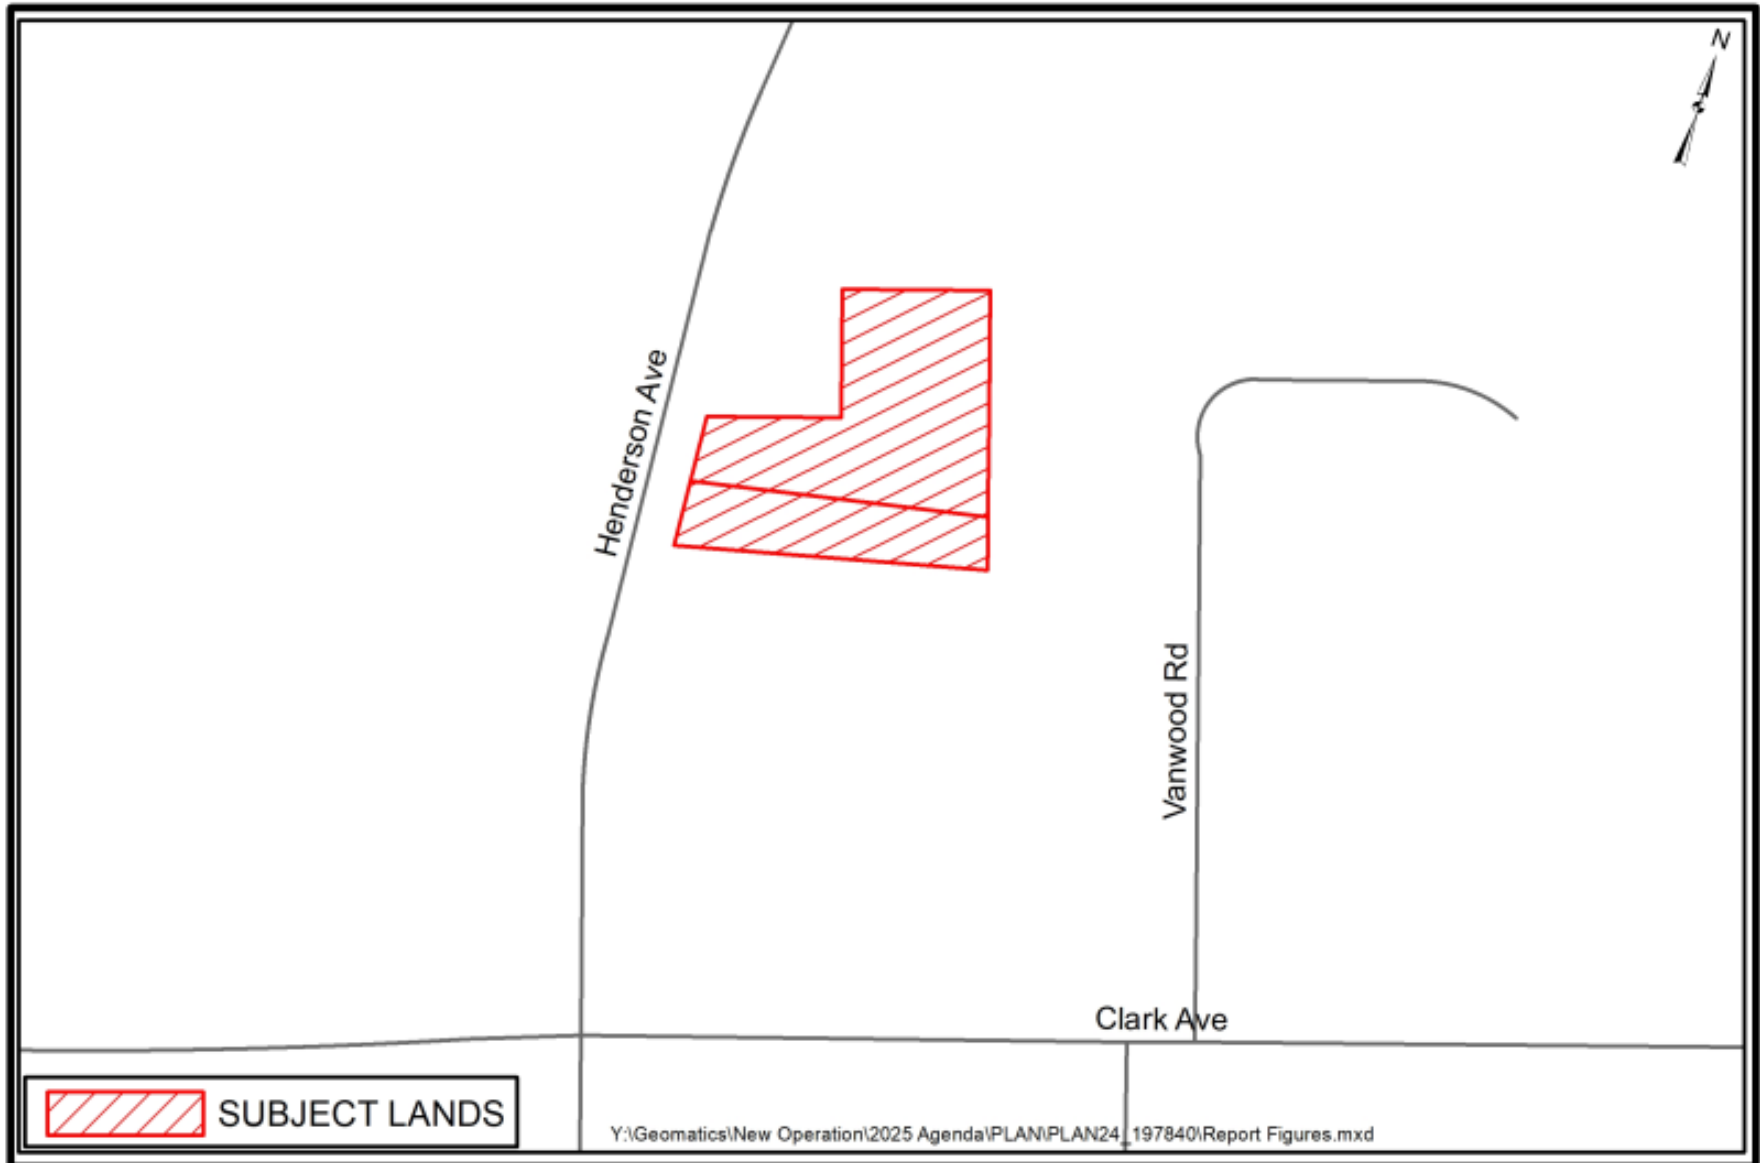 N
Henderson Ave
Vanwood Rd
Clark Ave
SUBJECT LANDS
Y:\Geomatics\New Operation\2025 Agenda\PLAN\PLAN24_197840\Report Figures.mxd